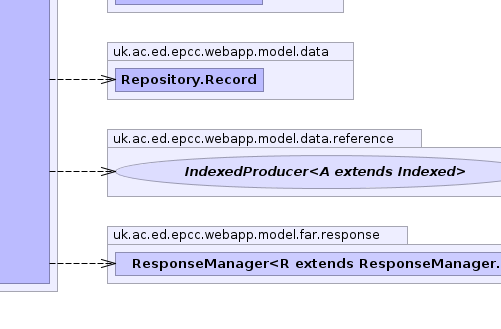 uk.ac.ed.epcc.webapp.model.data
Repository.Record
uk.ac.ed.epcc.webapp.model.data.reference
IndexedProducer<A extends Indexed>
uk.ac.ed.epcc.webapp.model.far.response
ResponseManager<R extends ResponseManager.